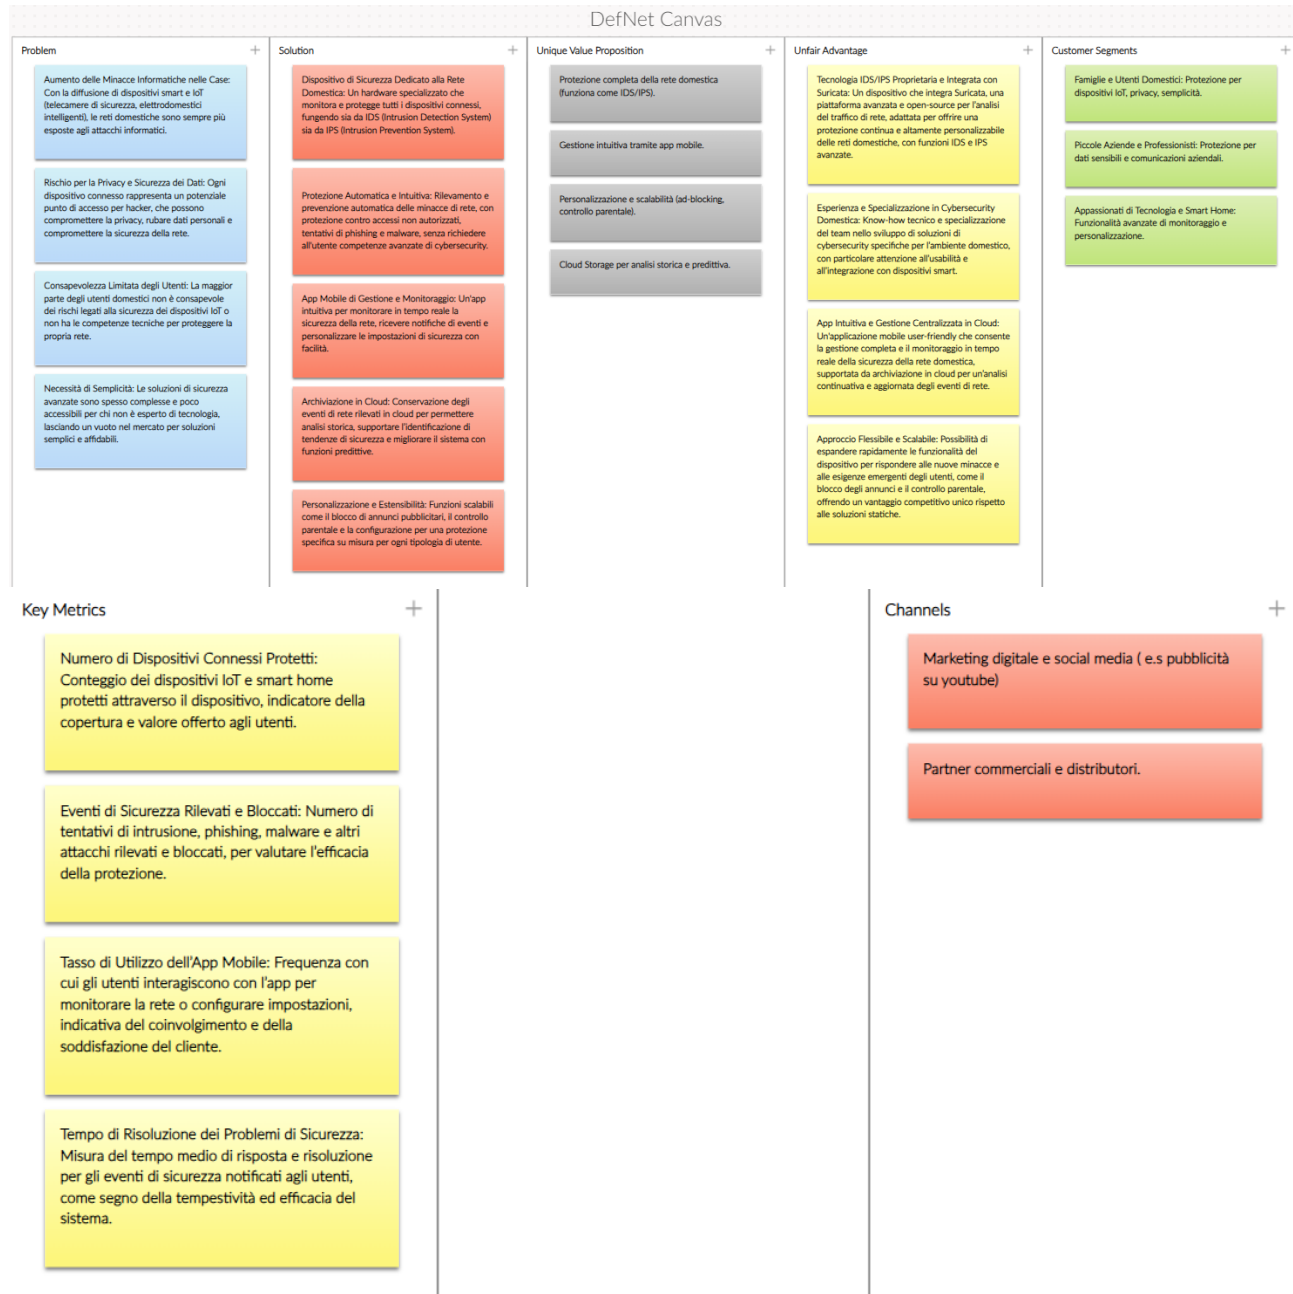 DefNet Canvas
Problem
Aumento delle Minacce Informatiche nelle Case:
Con la diffusione di dispositivi smart e IoT
(telecamere di sicurezza, elettrodomestici
intelligenti), le reti domestiche sono sempre più
esposte agli attacchi informatici.
Rischio per la Privacy e Sicurezza dei Dati: Ogni
dispositivo connesso rappresenta un potenziale
punto di accesso per hacker, che possono
compromettere la privacy, rubare dati personali e
compromettere la sicurezza della rete.
Consapevolezza Limitata degli Utenti: La maggior
parte degli utenti domestici non è consapevole
dei rischi legati alla sicurezza dei dispositivi IoT o
non ha le competenze tecniche per proteggere la
propria rete.
Necessità di Semplicità: Le soluzioni di sicurezza
avanzate sono spesso complesse e poco
accessibili per chi non è esperto di tecnologia,
lasciando un vuoto nel mercato per soluzioni
semplici e affidabili.
Solution
Dispositivo di Sicurezza Dedicato alla Rete
Domestica: Un hardware specializzato che
monitora e protegge tutti i dispositivi connessi,
fungendo sia da IDS (Intrusion Detection System)
sia da IPS (Intrusion Prevention System).
Protezione Automatica e Intuitiva: Rilevamento e
prevenzione automatica delle minacce di rete, con
protezione contro accessi non autorizzati,
tentativi di phishing e malware, senza richiedere
all'utente competenze avanzate di cybersecurity.
App Mobile di Gestione e Monitoraggio: Un'app
intuitiva per monitorare in tempo reale la
sicurezza della rete, ricevere notifiche di eventi e
personalizzare le impostazioni di sicurezza con
facilità.
Archiviazione in Cloud: Conservazione degli
eventi di rete rilevati in cloud per permettere
analisi storica, supportare l'identificazione di
tendenze di sicurezza e migliorare il sistema con
funzioni predittive.
Personalizzazione e Estensibilità: Funzioni scalabili
come il blocco di annunci pubblicitari, il controllo
parentale e la configurazione per una protezione
specifica su misura per ogni tipologia di utente.
Unique Value Proposition
Protezione completa della rete domestica
(funziona come IDS/IPS).
Gestione intuitiva tramite app mobile.
Personalizzazione e scalabilità (ad-blocking,
controllo parentale).
Cloud Storage per analisi storica e predittiva.
Unfair Advantage
Tecnologia IDS/IPS Proprietaria e Integrata con
Suricata: Un dispositivo che integra Suricata, una
piattaforma avanzata e open-source per l'analisi
del traffico di rete, adattata per offrire una
protezione continua e altamente personalizzabile
delle reti domestiche, con funzioni IDS e IPS
avanzate.
Esperienza e Specializzazione in Cybersecurity
Domestica: Know-how tecnico e specializzazione
del team nello sviluppo di soluzioni di
cybersecurity specifiche per l'ambiente domestico,
con particolare attenzione all'usabilità e
all'integrazione con dispositivi smart.
App Intuitiva e Gestione Centralizzata in Cloud:
Un'applicazione mobile user-friendly che consente
la gestione completa e il monitoraggio in tempo
reale della sicurezza della rete domestica,
supportata da archiviazione in cloud per un'analisi
continuativa e aggiornata degli eventi di rete.
Approccio Flessibile e Scalabile: Possibilità di
espandere rapidamente le funzionalità del
dispositivo per rispondere alle nuove minacce e
alle esigenze emergenti degli utenti, come il
blocco degli annunci e il controllo parentale,
offrendo un vantaggio competitivo unico rispetto
alle soluzioni statiche.
Customer Segments
Famiglie e Utenti Domestici: Protezione per
dispositivi IoT, privacy, semplicità.
Piccole Aziende e Professionisti: Protezione per
dati sensibili e comunicazioni aziendali.
Appassionati di Tecnologia e Smart Home:
Funzionalità avanzate di monitoraggio e
personalizzazione.
Key Metrics
Numero di Dispositivi Connessi Protetti:
Conteggio dei dispositivi IoT e smart home
protetti attraverso il dispositivo, indicatore della
copertura e valore offerto agli utenti.
Eventi di Sicurezza Rilevati e Bloccati: Numero di
tentativi di intrusione, phishing, malware e altri
attacchi rilevati e bloccati, per valutare l'efficacia
della protezione.
Tasso di Utilizzo dell'App Mobile: Frequenza con
cui gli utenti interagiscono con l'app per
monitorare la rete o configurare impostazioni,
indicativa del coinvolgimento e della
soddisfazione del cliente.
Tempo di Risoluzione dei Problemi di Sicurezza:
Misura del tempo medio di risposta e risoluzione
per gli eventi di sicurezza notificati agli utenti,
come segno della tempestività ed efficacia del
sistema.
Channels
Marketing digitale e social media ( e.s pubblicità
su youtube)
Partner commerciali e distributori.